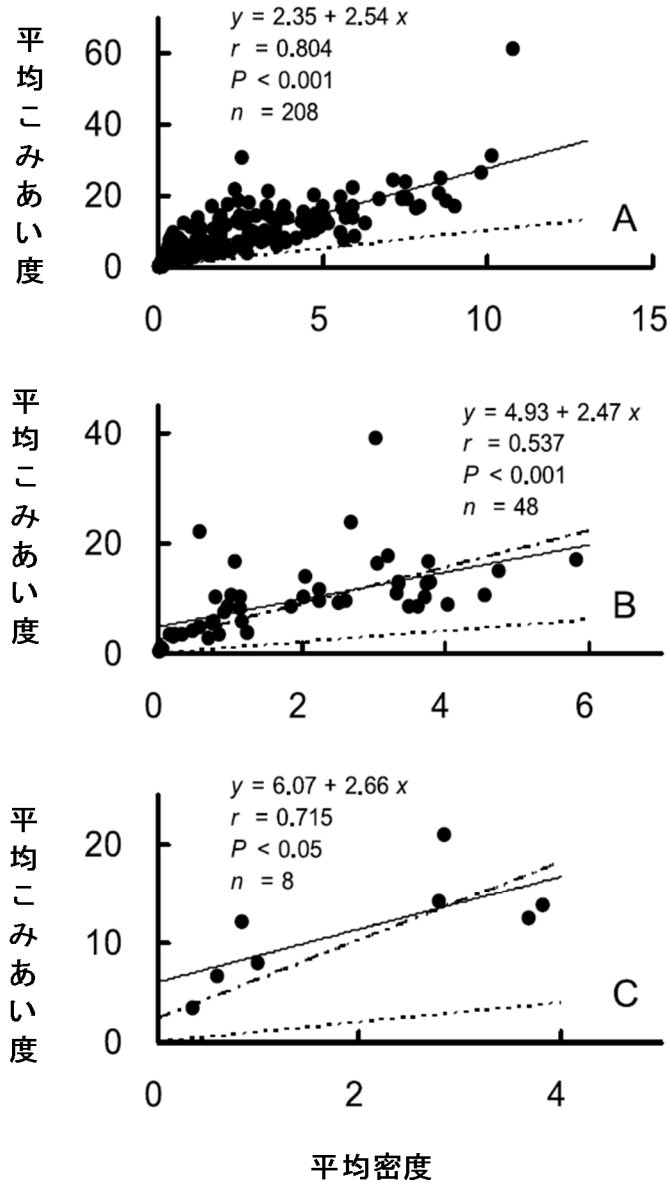 平均こみあい度
y = 2.35 + 2.54 x
r = 0.804
P < 0.001
n = 208
60
40
20
0
A
0 5 10 15
平均こみあい度
y = 4.93 + 2.47 x
r = 0.537
P < 0.001
n = 48
40
20
0
B
0 2 4 6
平均こみあい度
y = 6.07 + 2.66 x
r = 0.715
P < 0.05
n = 8
20
10
0
C
0 2 4
平均密度